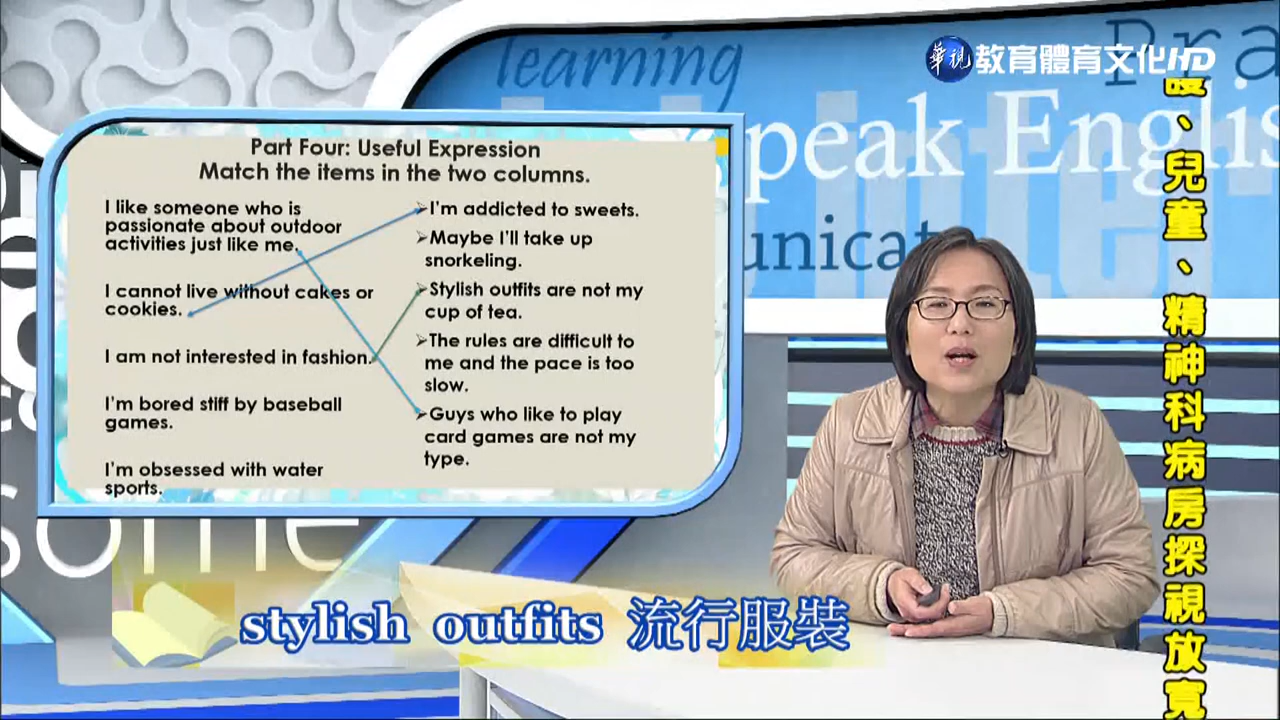 learning
Pra
華視 教育體育文化HD
peak Englis
Inter
unicat
Part Four: Useful Expression
Match the items in the two columns.
I like someone who is
passionate about outdoor
activities just like me.
I cannot live without cakes or
cookies.
I am not interested in fashion.
I'm bored stiff by baseball
games.
I'm obsessed with water
sports.
➢I'm addicted to sweets.
➢Maybe I'll take up
snorkeling.
➢Stylish outfits are not my
cup of tea.
➢The rules are difficult to
me and the pace is too
slow.
➢Guys who like to play
card games are not my
type.
some
stylish outfits 流行服裝
、兒童、精神科病房探視放寬